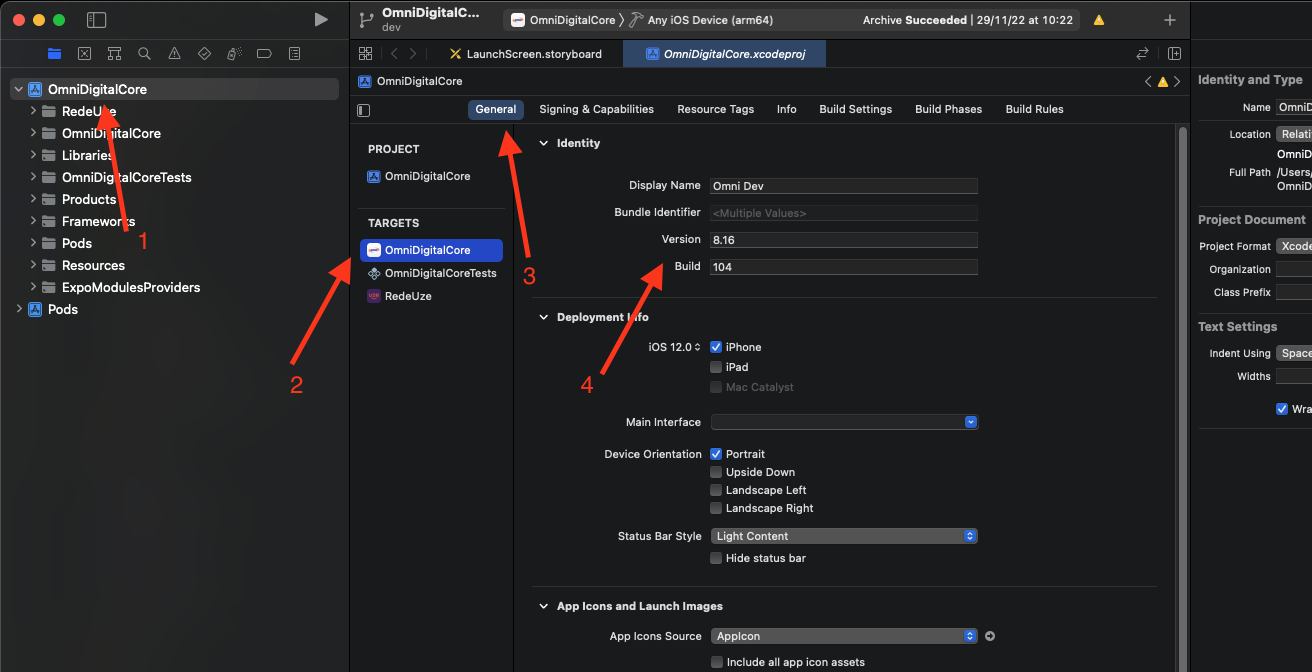 OmniDigitalC...
dev
OmniDigitalCore 〉 Any iOS Device (arm64)
Archive Succeeded | 29/11/22 at 10:22
LaunchScreen.storyboard
OmniDigitalCore.xcodeproj
OmniDigitalCore
RedeUze
OmniDigitalCore
Libraries
OmniDigitalCoreTests
Products
Frameworks
Pods
Resources
ExpoModulesProviders
Pods
1
2
OmniDigitalCore
General
Signing & Capabilities
Resource Tags
Info
Build Settings
Build Phases
Build Rules
PROJECT
OmniDigitalCore
TARGETS
OmniDigitalCore
OmniDigitalCoreTests
RedeUze
3
4
Identity
Display Name Omni Dev
Bundle Identifier <Multiple Values>
Version 8.16
Build 104
Deployment Info
iOS 12.0 iPhone
iPad
Mac Catalyst
Main Interface
Device Orientation Portrait
Upside Down
Landscape Left
Landscape Right
Status Bar Style Light Content
Hide status bar
App Icons and Launch Images
App Icons Source AppIcon
Include all app icon assets
Identity and Type
Name OmniD
Location Relati
OmniD
Full Path /Users/
OmniD
Project Document
Project Format Xcode
Organization
Class Prefix
Text Settings
Indent Using Space
Widths
Wra